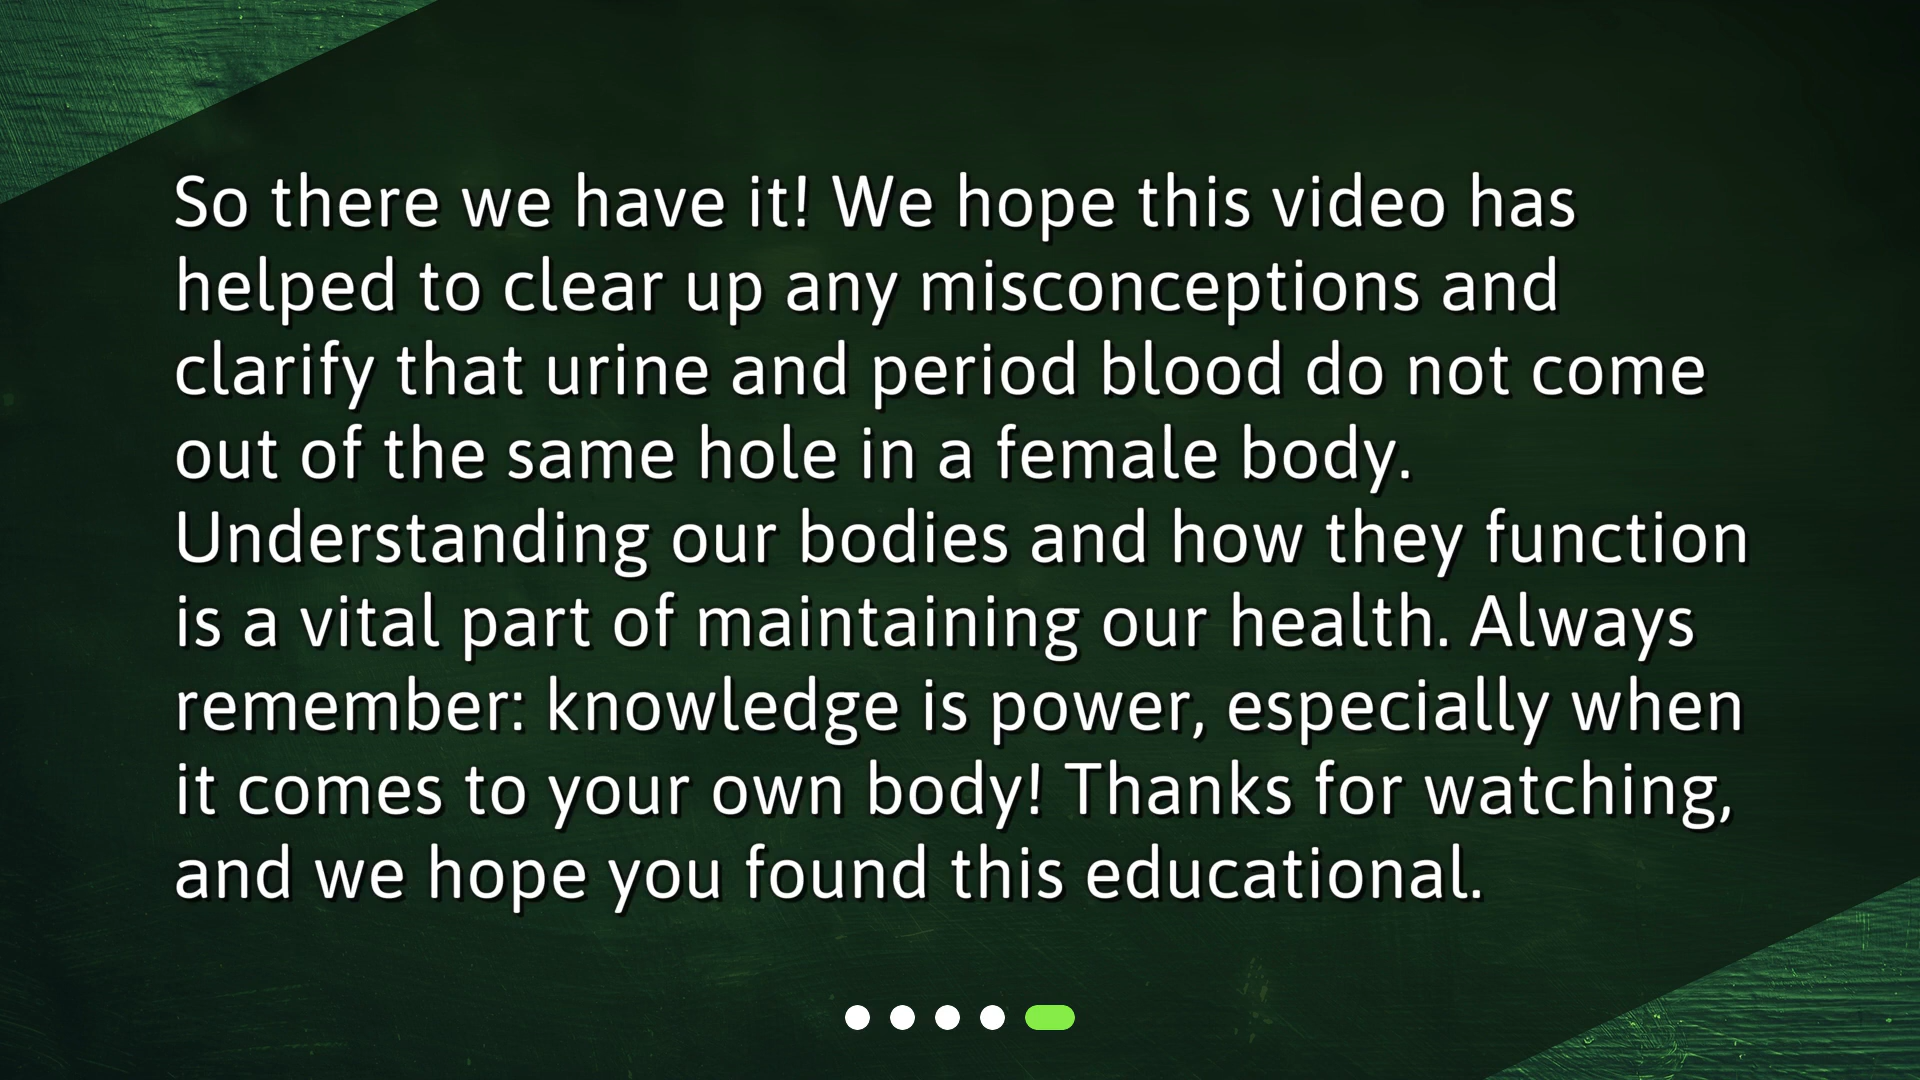 So there we have it! We hope this video has
helped to clear up any misconceptions and
clarify that urine and period blood do not come
out of the same hole in a female body.
Understanding our bodies and how they function
is a vital part of maintaining our health. Always
remember: knowledge is power, especially when
it comes to your own body! Thanks for watching,
and we hope you found this educational.